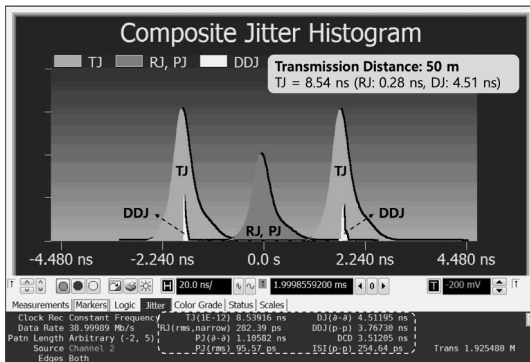 Composite Jitter Histogram
TJ RJ, PJ DDJ
Transmission Distance: 50 m
TJ = 8.54 ns (RJ: 0.28 ns, DJ: 4.51 ns)
TJ TJ
DDJ RJ, PJ DDJ
-4.480 ns -2.240 ns 0.0 s 2.240 ns 4.480 ns
H 20.0 ns/ 1.9998559200 ms 0 T -200 mV
Measurements Markers Logic Jitter Color Grade Status Scales
Clock Rec Constant Frequency TJ(1E-12) 8.53916 ns DJ(∂-∂) 4.51195 ns
Data Rate 38.99989 Mb/s RJ(rms,narrow) 282.39 ps DDJ(p-p) 3.76730 ns
Patn Length Arbitrary (-2, 5) PJ(∂-∂) 1.10582 ns DCD 3.51205 ns
Source Channel 2 PJ(rms) 95.57 ps IST(p-p) 254.64 ps Trans 1.925480 M
Edges Both